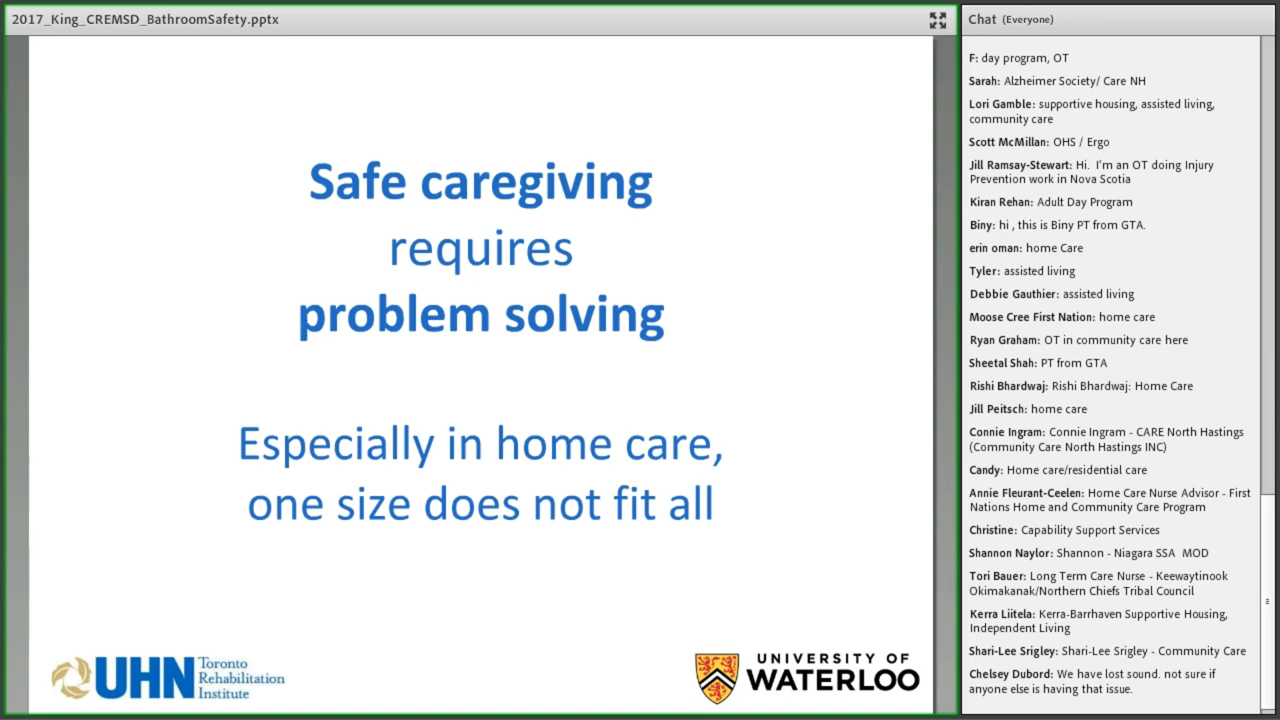 2017_King_CREMSD_BathroomSafety.pptx
Safe caregiving
requires
problem solving
Especially in home care,
one size does not fit all
UHN
Toronto
Rehabilitation
Institute
UNIVERSITY OF
WATERLOO
Chat (Everyone)
F: day program, OT
Sarah: Alzheimer Society/ Care NH
Lori Gamble: supportive housing, assisted living,
community care
Scott McMillan: OHS / Ergo
Jill Ramsay-Stewart: Hi. I'm an OT doing Injury
Prevention work in Nova Scotia
Kiran Rehan: Adult Day Program
Biny: hi , this is Biny PT from GTA.
erin oman: home Care
Tyler: assisted living
Debbie Gauthier: assisted living
Moose Cree First Nation: home care
Ryan Graham: OT in community care here
Sheetal Shah: PT from GTA
Rishi Bhardwaj: Rishi Bhardwaj: Home Care
Jill Peitsch: home care
Connie Ingram: Connie Ingram - CARE North Hastings
(Community Care North Hastings INC)
Candy: Home care/residential care
Annie Fleurant-Ceelen: Home Care Nurse Advisor - First
Nations Home and Community Care Program
Christine: Capability Support Services
Shannon Naylor: Shannon - Niagara SSA MOD
Tori Bauer: Long Term Care Nurse - Keewaytinook
Okimakanak/Northern Chiefs Tribal Council
Kerra Liitela: Kerra-Barrhaven Supportive Housing,
Independent Living
Shari-Lee Srigley: Shari-Lee Srigley - Community Care
Chelsey Dubord: We have lost sound. not sure if
anyone else is having that issue.